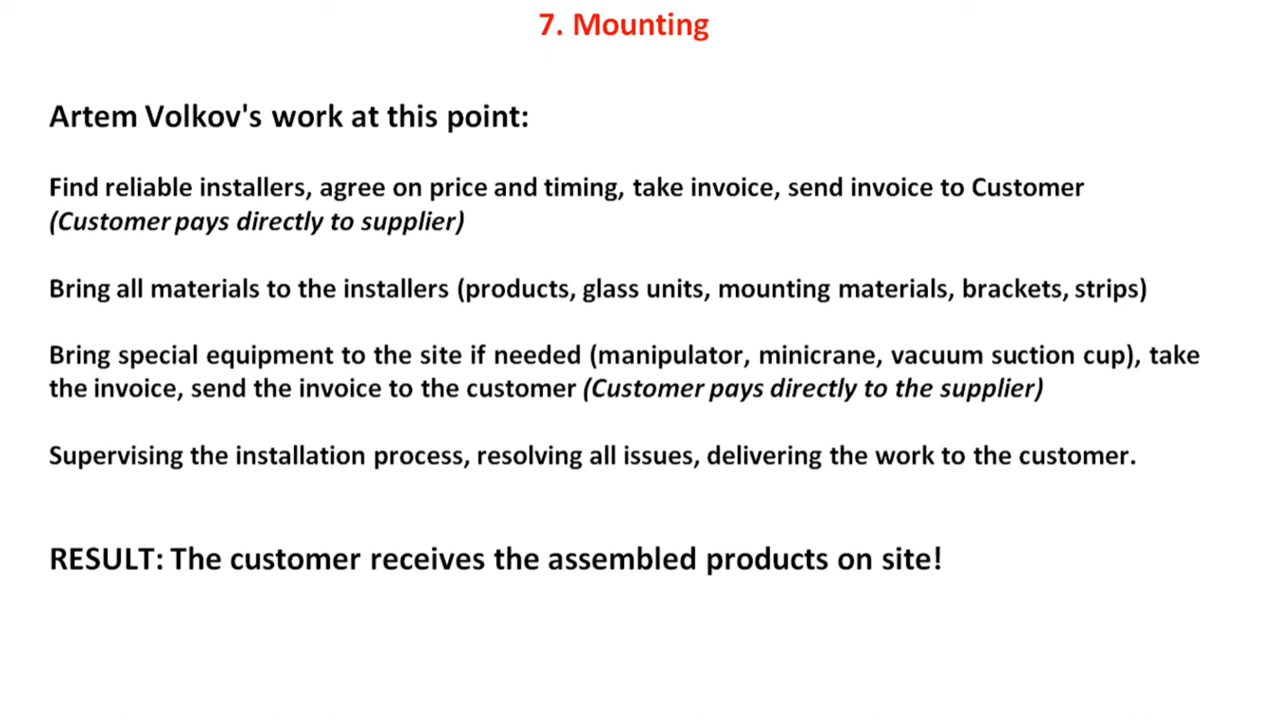 7. Mounting
Artem Volkov's work at this point:
Find reliable installers, agree on price and timing, take invoice, send invoice to Customer
(Customer pays directly to supplier)
Bring all materials to the installers (products, glass units, mounting materials, brackets, strips)
Bring special equipment to the site if needed (manipulator, minicrane, vacuum suction cup), take
the invoice, send the invoice to the customer (Customer pays directly to the supplier)
Supervising the installation process, resolving all issues, delivering the work to the customer.
RESULT: The customer receives the assembled products on site!